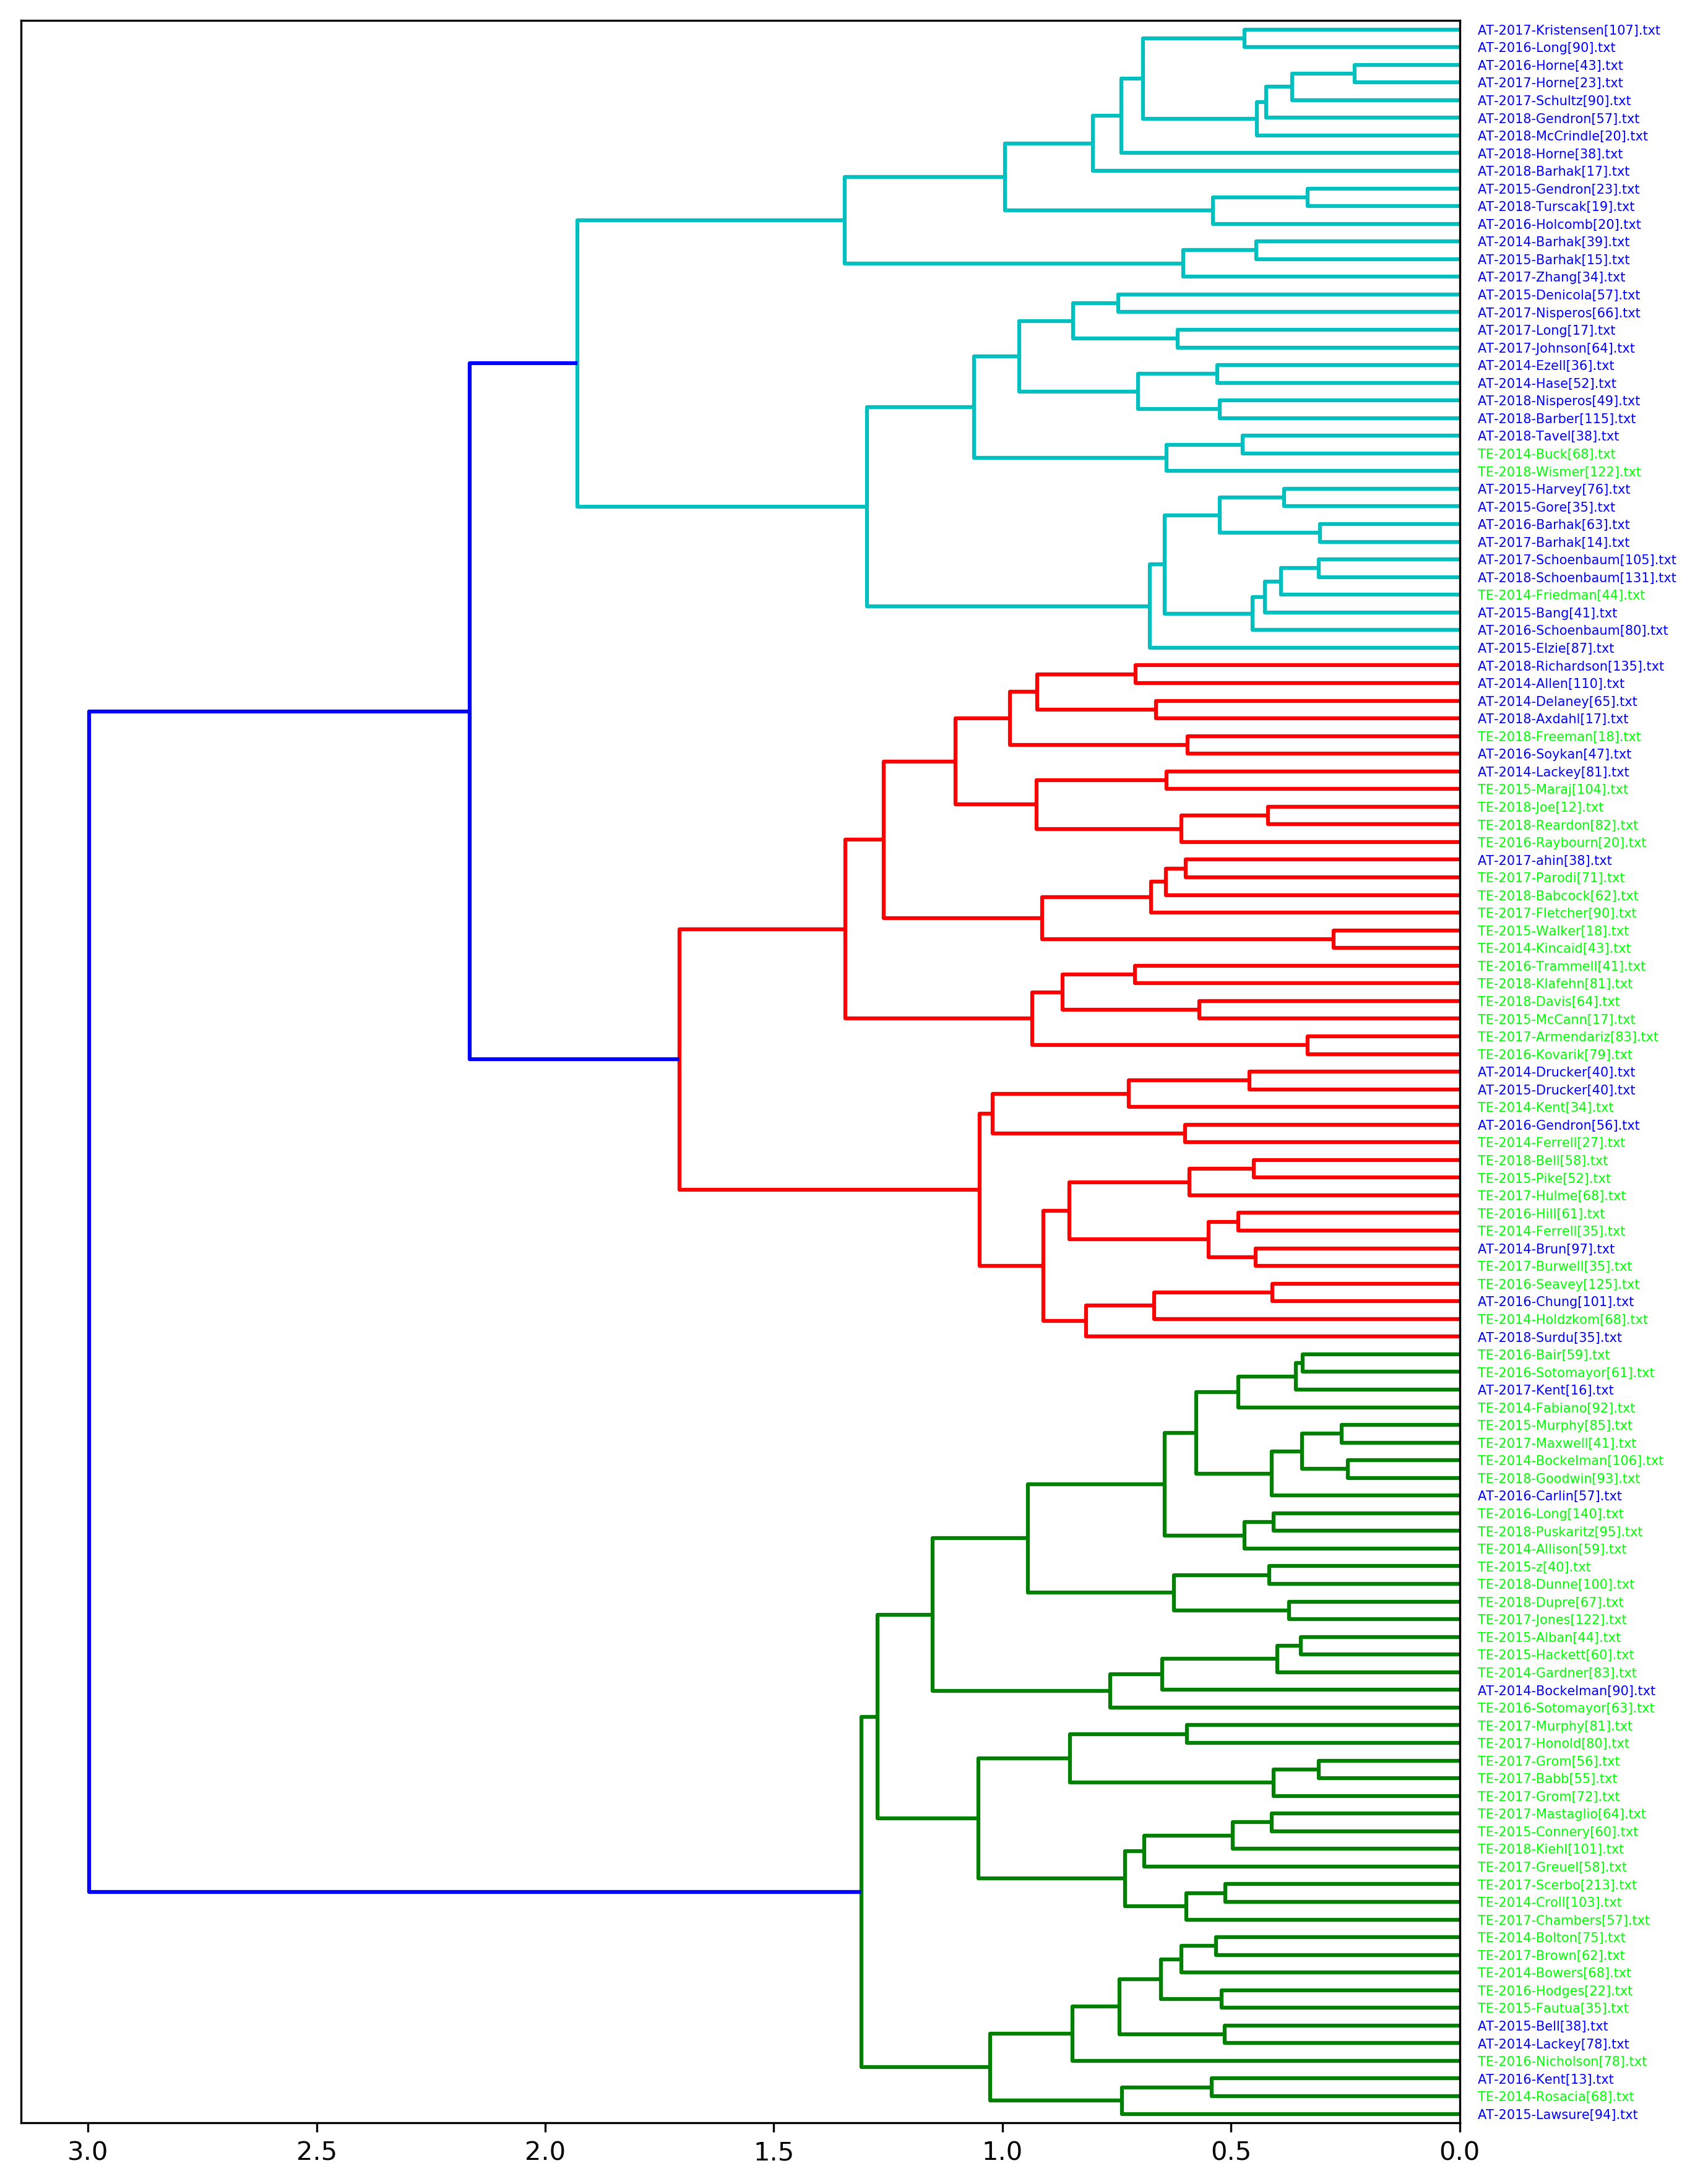 AT-2017-Kristensen[107].txt
AT-2016-Long[90].txt
AT-2016-Horne[43].txt
AT-2017-Horne[23].txt
AT-2017-Schultz[90].txt
AT-2018-Gendron[57].txt
AT-2018-McCrindle[20].txt
AT-2018-Horne[38].txt
AT-2018-Barhak[17].txt
AT-2015-Gendron[23].txt
AT-2018-Turscak[19].txt
AT-2016-Holcomb[20].txt
AT-2014-Barhak[39].txt
AT-2015-Barhak[15].txt
AT-2017-Zhang[34].txt
AT-2015-Denicola[57].txt
AT-2017-Nisperos[66].txt
AT-2017-Long[17].txt
AT-2017-Johnson[64].txt
AT-2014-Ezell[36].txt
AT-2014-Hase[52].txt
AT-2018-Nisperos[49].txt
AT-2018-Barber[115].txt
AT-2018-Tavel[38].txt
TE-2014-Buck[68].txt
TE-2018-Wismer[122].txt
AT-2015-Harvey[76].txt
AT-2015-Gore[35].txt
AT-2016-Barhak[63].txt
AT-2017-Barhak[14].txt
AT-2017-Schoenbaum[105].txt
AT-2018-Schoenbaum[131].txt
TE-2014-Friedman[44].txt
AT-2015-Bang[41].txt
AT-2016-Schoenbaum[80].txt
AT-2015-Elzie[87].txt
AT-2018-Richardson[135].txt
AT-2014-Allen[110].txt
AT-2014-Delaney[65].txt
AT-2018-Axdahl[17].txt
TE-2018-Freeman[18].txt
AT-2016-Soykan[47].txt
AT-2014-Lackey[81].txt
TE-2015-Maraj[104].txt
TE-2018-Joe[12].txt
TE-2018-Reardon[82].txt
TE-2016-Raybourn[20].txt
AT-2017-ahin[38].txt
TE-2017-Parodi[71].txt
TE-2018-Babcock[62].txt
TE-2017-Fletcher[90].txt
TE-2015-Walker[18].txt
TE-2014-Kincaid[43].txt
TE-2016-Trammell[41].txt
TE-2018-Klafehn[81].txt
TE-2018-Davis[64].txt
TE-2015-McCann[17].txt
TE-2017-Armendariz[83].txt
TE-2016-Kovarik[79].txt
AT-2014-Drucker[40].txt
AT-2015-Drucker[40].txt
TE-2014-Kent[34].txt
AT-2016-Gendron[56].txt
TE-2014-Ferrell[27].txt
TE-2018-Bell[58].txt
TE-2015-Pike[52].txt
TE-2017-Hulme[68].txt
TE-2016-Hill[61].txt
TE-2014-Ferrell[35].txt
AT-2014-Brun[97].txt
TE-2017-Burwell[35].txt
TE-2016-Seavey[125].txt
AT-2016-Chung[101].txt
TE-2014-Holdzkom[68].txt
AT-2018-Surdu[35].txt
TE-2016-Bair[59].txt
TE-2016-Sotomayor[61].txt
AT-2017-Kent[16].txt
TE-2014-Fabiano[92].txt
TE-2015-Murphy[85].txt
TE-2017-Maxwell[41].txt
TE-2014-Bockelman[106].txt
TE-2018-Goodwin[93].txt
AT-2016-Carlin[57].txt
TE-2016-Long[140].txt
TE-2018-Puskaritz[95].txt
TE-2014-Allison[59].txt
TE-2015-z[40].txt
TE-2018-Dunne[100].txt
TE-2018-Dupre[67].txt
TE-2017-Jones[122].txt
TE-2015-Alban[44].txt
TE-2015-Hackett[60].txt
TE-2014-Gardner[83].txt
AT-2014-Bockelman[90].txt
TE-2016-Sotomayor[63].txt
TE-2017-Murphy[81].txt
TE-2017-Honold[80].txt
TE-2017-Grom[56].txt
TE-2017-Babb[55].txt
TE-2017-Grom[72].txt
TE-2017-Mastaglio[64].txt
TE-2015-Connery[60].txt
TE-2018-Kiehl[101].txt
TE-2017-Greuel[58].txt
TE-2017-Scerbo[213].txt
TE-2014-Croll[103].txt
TE-2017-Chambers[57].txt
TE-2014-Bolton[75].txt
TE-2017-Brown[62].txt
TE-2014-Bowers[68].txt
TE-2016-Hodges[22].txt
TE-2015-Fautua[35].txt
AT-2015-Bell[38].txt
AT-2014-Lackey[78].txt
TE-2016-Nicholson[78].txt
AT-2016-Kent[13].txt
TE-2014-Rosacia[68].txt
AT-2015-Lawsure[94].txt
3.0 2.5 2.0 1.5 1.0 0.5 0.0